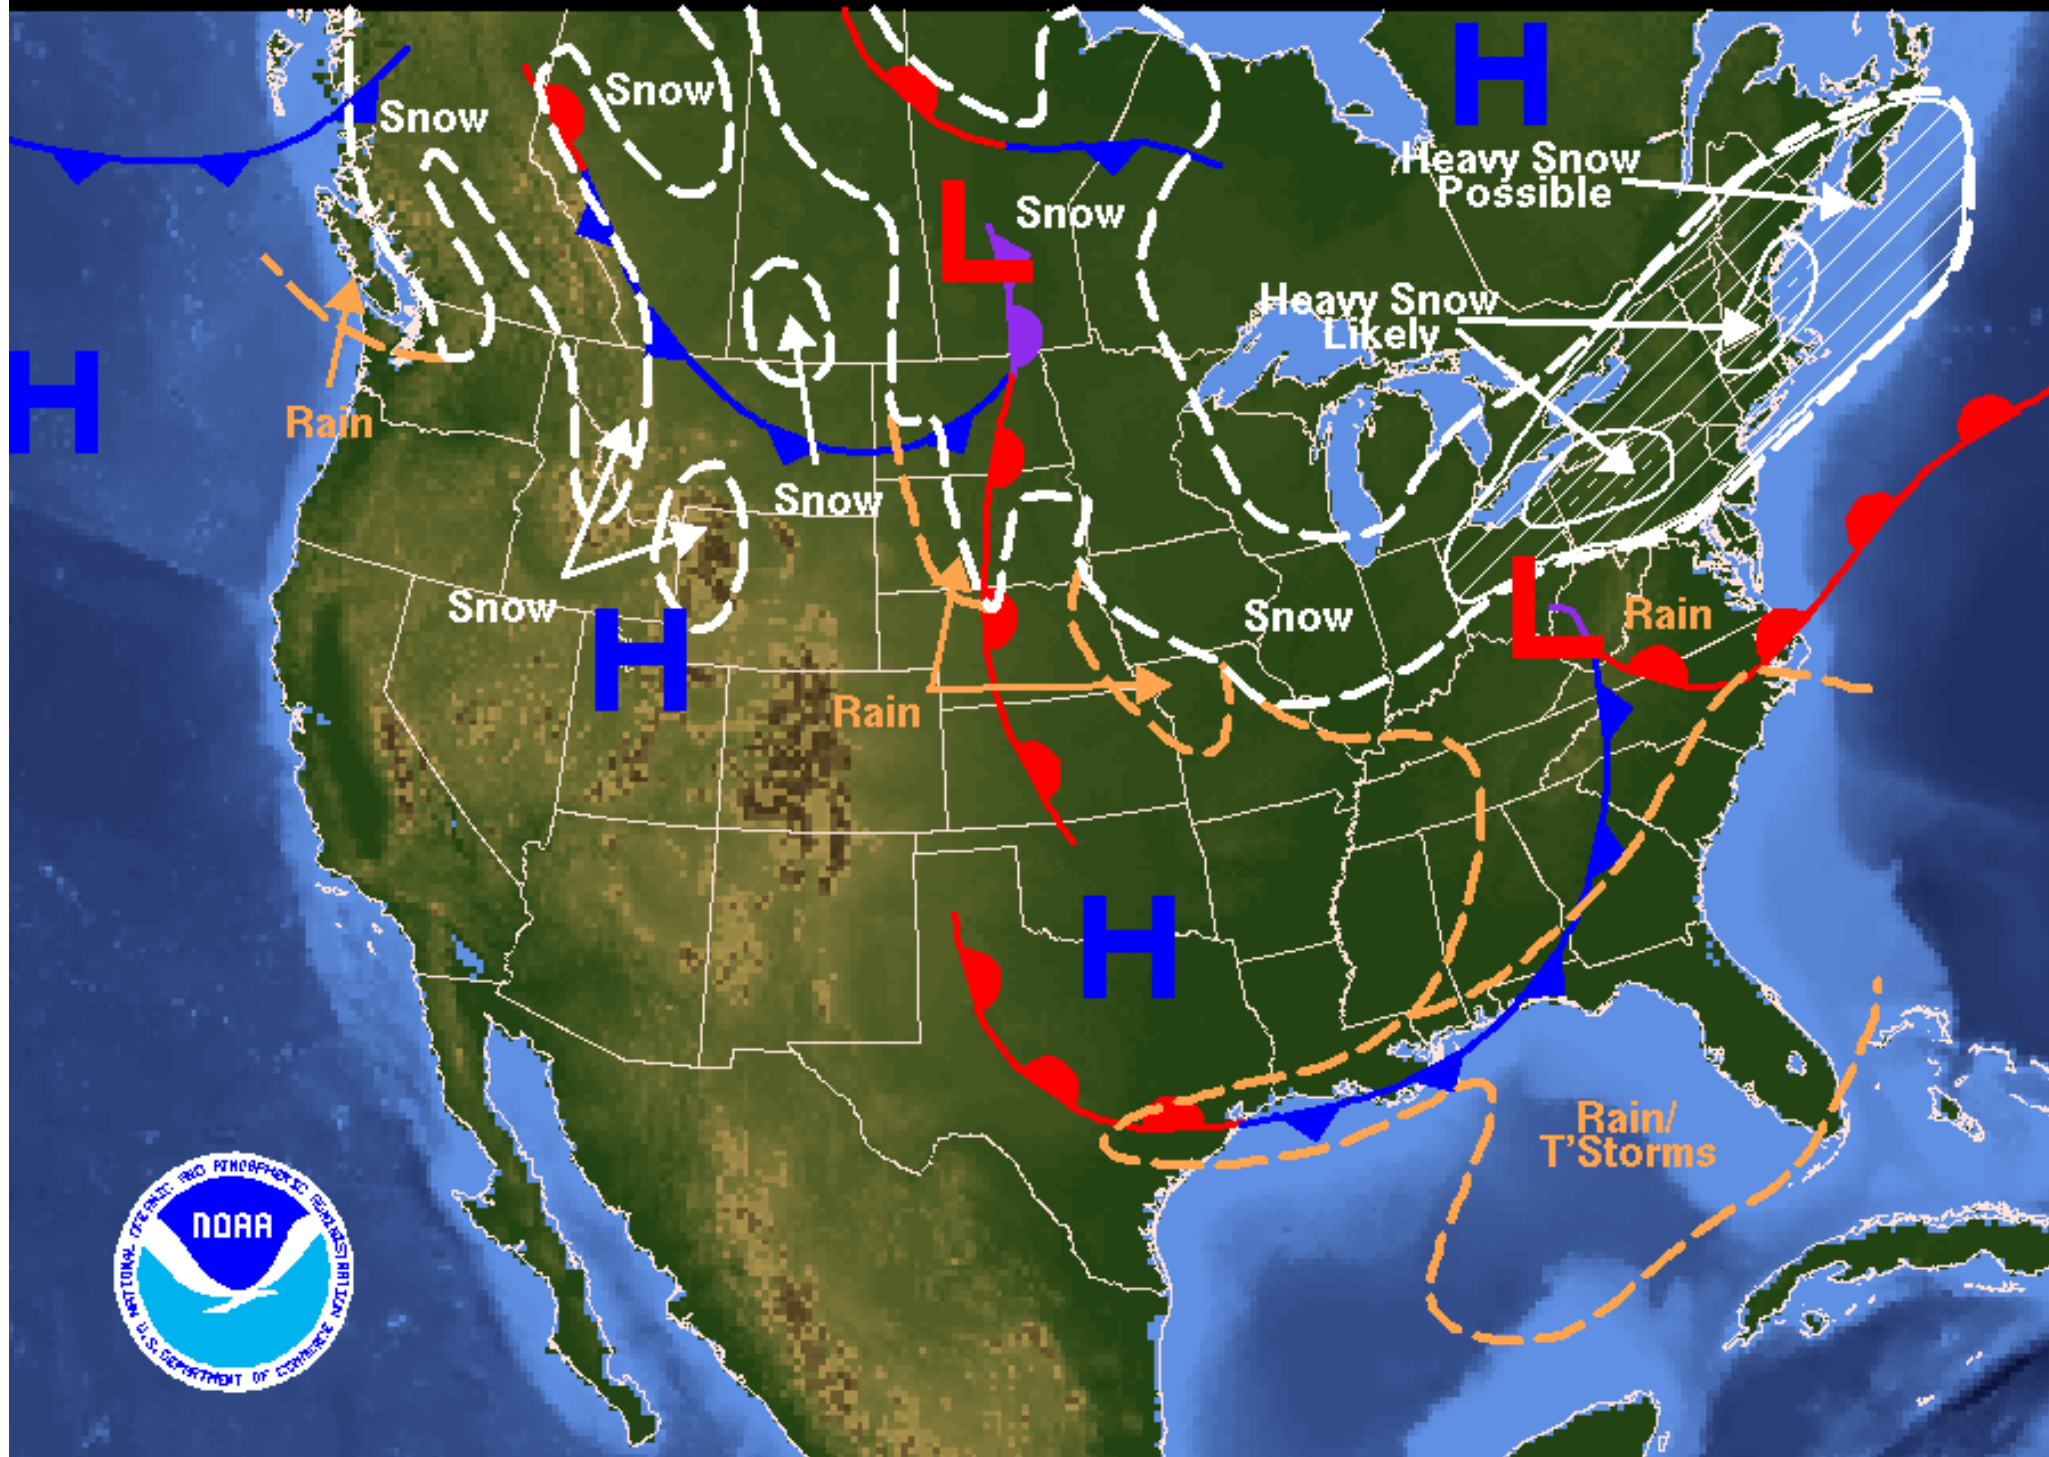 H
Snow
Snow
Heavy Snow
Possible
L
Snow
Heavy Snow
Likely
H
Rain
Snow
Snow
H
L
Snow
Rain
Rain
H
Rain/
T'Storms
NOAA
NATIONAL OCEANIC AND ATMOSPHERIC ADMINISTRATION
U.S. DEPARTMENT OF COMMERCE